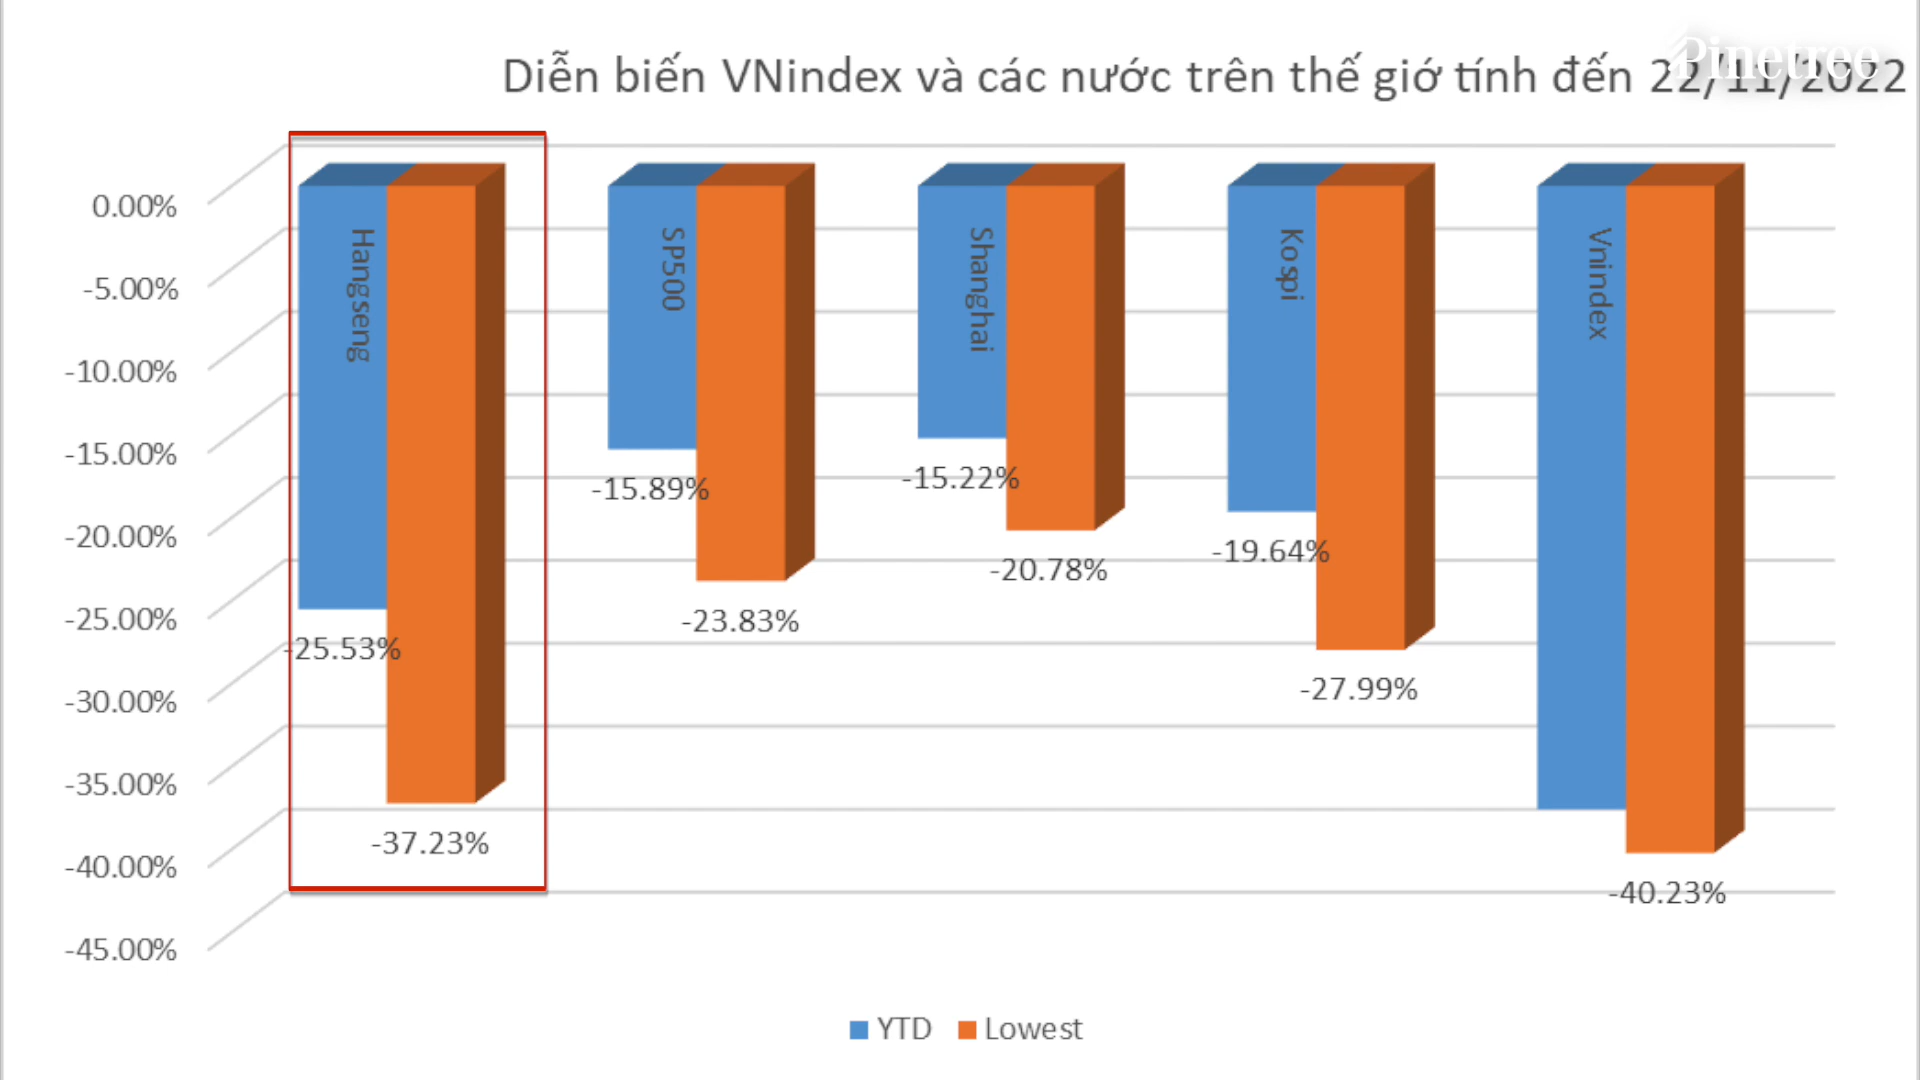 Pinetree
Diễn biến VNindex và các nước trên thế giớ tính đến 22/11/2022
0.00%
-5.00%
-10.00%
-15.00%
-20.00%
-25.00%
-30.00%
-35.00%
-40.00%
-45.00%
Hangseng
SP500
Shanghai
Kospi
Vnindex
-25.53%
-37.23%
-15.89%
-23.83%
-15.22%
-20.78%
-19.64%
-27.99%
-40.23%
YTD
Lowest